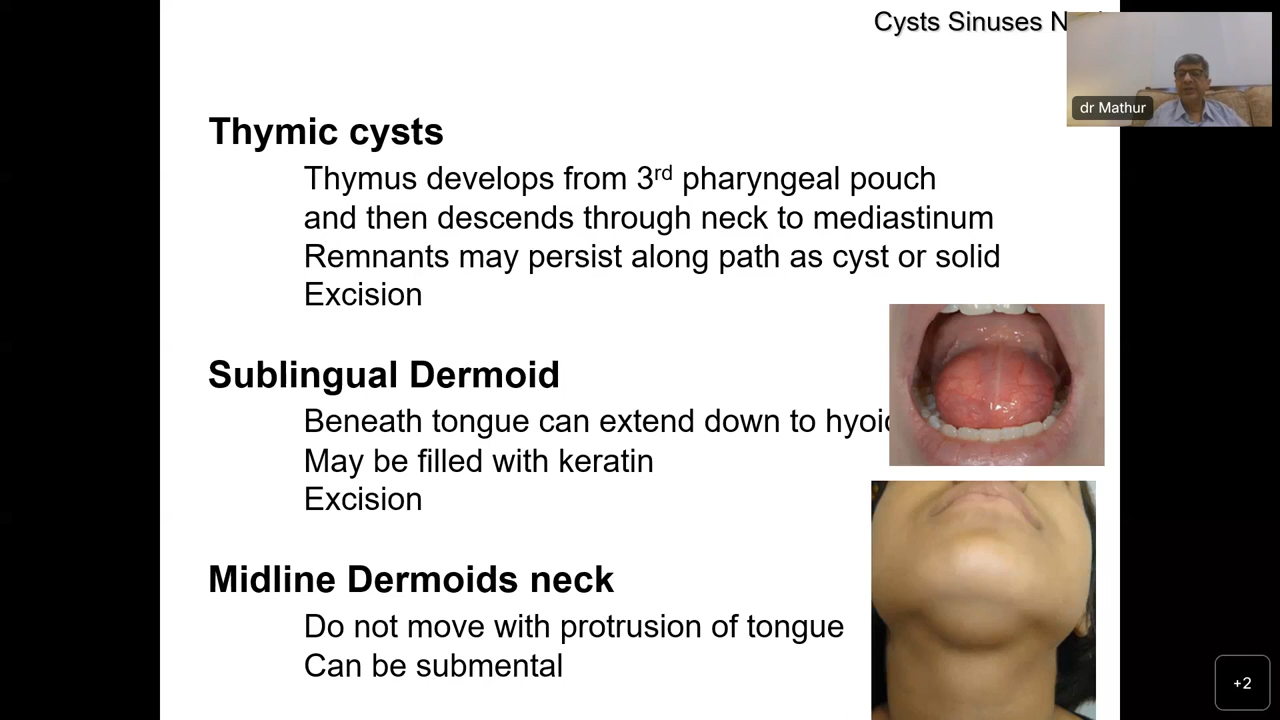 Cysts Sinuses
dr Mathur
Thymic cysts
Thymus develops from 3rd pharyngeal pouch
and then descends through neck to mediastinum
Remnants may persist along path as cyst or solid
Excision
Sublingual Dermoid
Beneath tongue can extend down to
May be filled with keratin
Excision
Midline Dermoids neck
Do not move with protrusion of tongue
Can be submental
+2